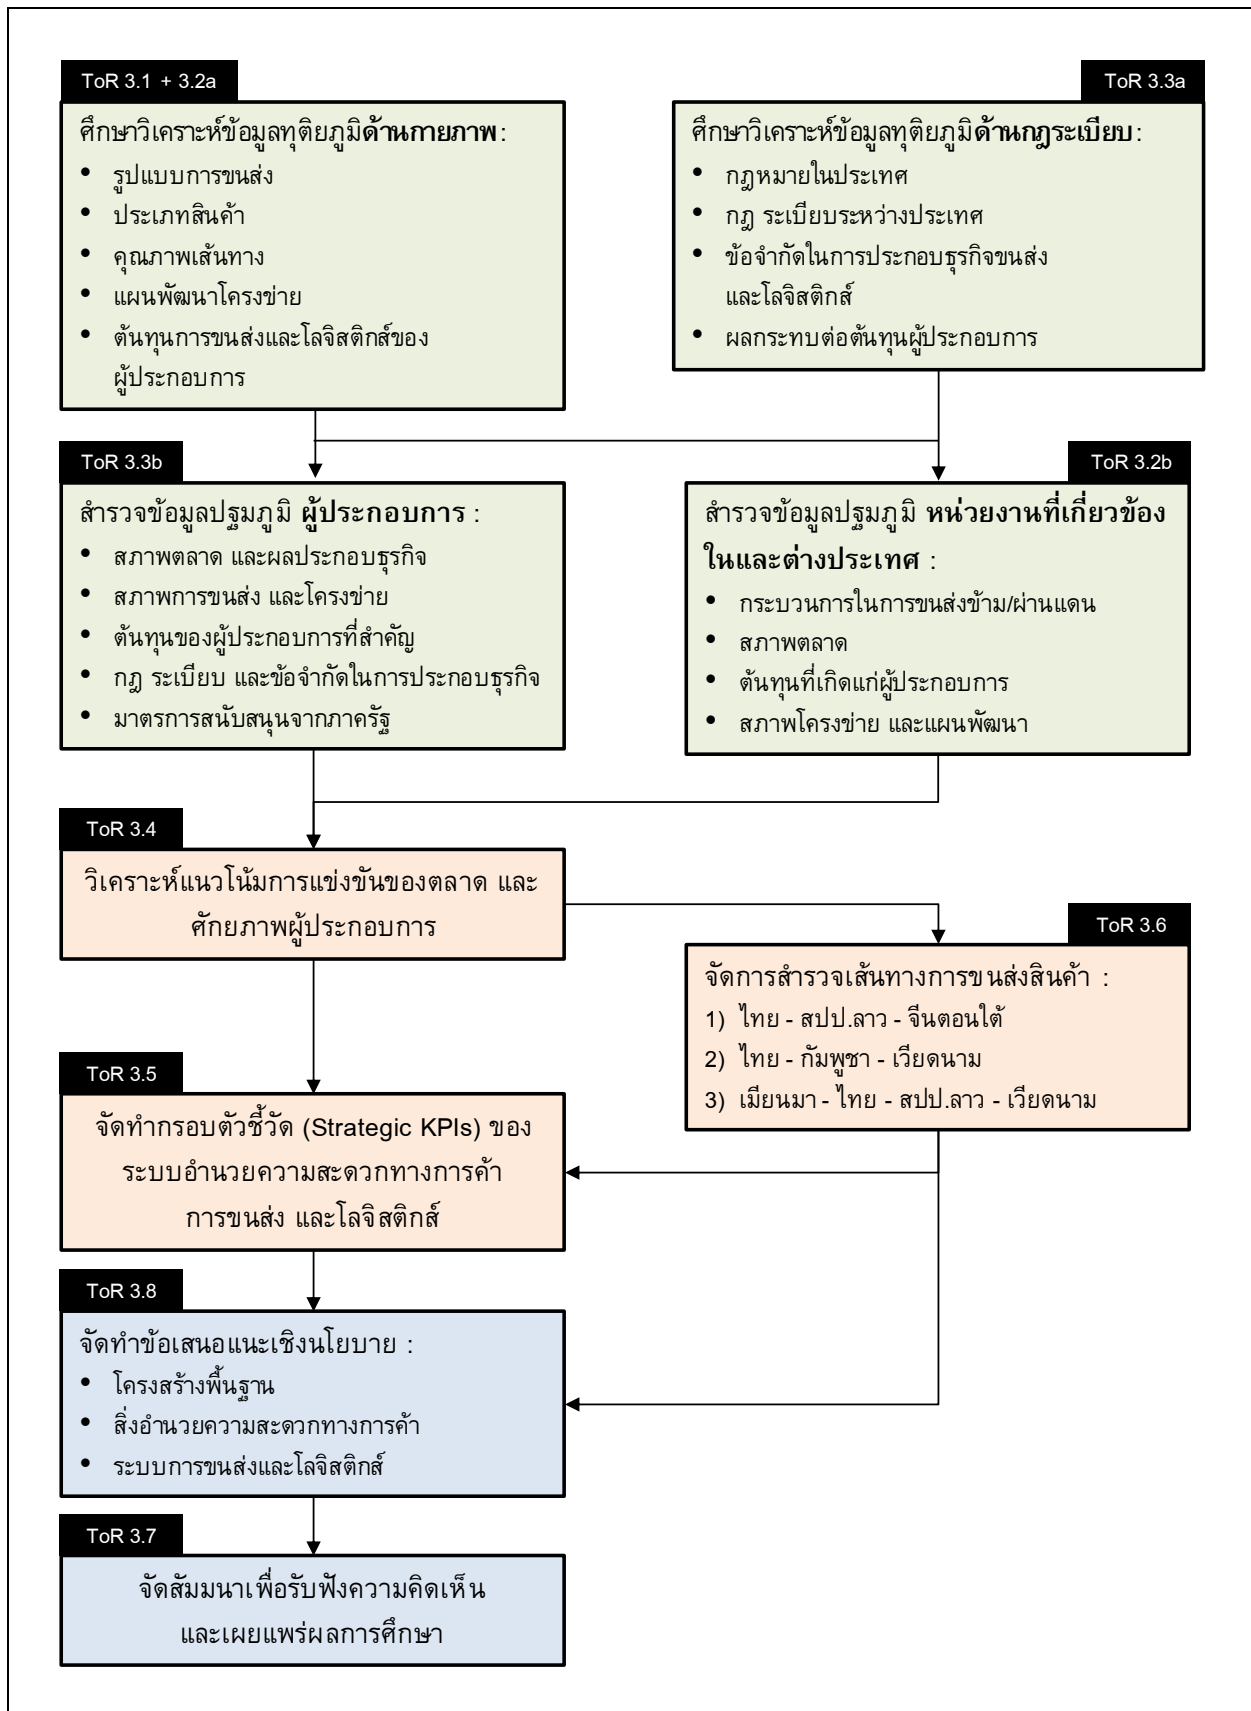 ToR 3.1 + 3.2a
ศึกษาวิเคราะห์ข้อมูลทุติยภูมิด้านกายภาพ:
• รูปแบบการขนส่ง
• ประเภทสินค้า
• คุณภาพเส้นทาง
• แผนพัฒนาโครงข่าย
• ต้นทุนการขนส่งและโลจิสติกส์ของ
ผู้ประกอบการ
ToR 3.3a
ศึกษาวิเคราะห์ข้อมูลทุติยภูมิด้านกฎระเบียบ:
• กฎหมายในประเทศ
• กฎ ระเบียบระหว่างประเทศ
• ข้อจำกัดในการประกอบธุรกิจขนส่ง
และโลจิสติกส์
• ผลกระทบต่อต้นทุนผู้ประกอบการ
ToR 3.3b
สำรวจข้อมูลปฐมภูมิ ผู้ประกอบการ :
• สภาพตลาด และผลประกอบธุรกิจ
• สภาพการขนส่ง และโครงข่าย
• ต้นทุนของผู้ประกอบการที่สำคัญ
• กฎ ระเบียบ และข้อจำกัดในการประกอบธุรกิจ
• มาตรการสนับสนุนจากภาครัฐ
ToR 3.2b
สำรวจข้อมูลปฐมภูมิ หน่วยงานที่เกี่ยวข้อง
ในและต่างประเทศ :
• กระบวนการในการขนส่งข้าม/ผ่านแดน
• สภาพตลาด
• ต้นทุนที่เกิดแก่ผู้ประกอบการ
• สภาพโครงข่าย และแผนพัฒนา
ToR 3.4
วิเคราะห์แนวโน้มการแข่งขันของตลาด และ
ศักยภาพผู้ประกอบการ
ToR 3.6
จัดการสำรวจเส้นทางการขนส่งสินค้า :
1) ไทย - สปป.ลาว - จีนตอนใต้
2) ไทย - กัมพูชา - เวียดนาม
3) เมียนมา - ไทย - สปป.ลาว - เวียดนาม
ToR 3.5
จัดทำกรอบตัวชี้วัด (Strategic KPIs) ของ
ระบบอำนวยความสะดวกทางการค้า
การขนส่ง และโลจิสติกส์
ToR 3.8
จัดทำข้อเสนอแนะเชิงนโยบาย :
• โครงสร้างพื้นฐาน
• สิ่งอำนวยความสะดวกทางการค้า
• ระบบการขนส่งและโลจิสติกส์
ToR 3.7
จัดสัมมนาเพื่อรับฟังความคิดเห็น
และเผยแพร่ผลการศึกษา